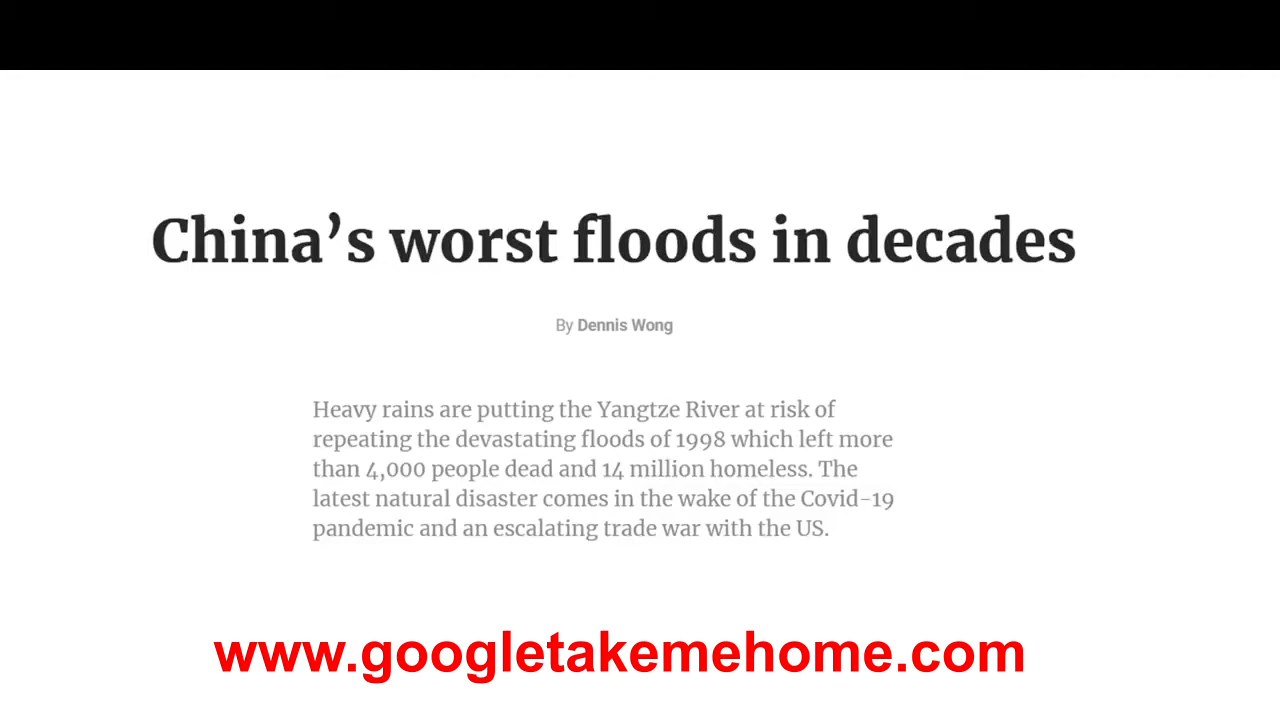 China’s worst floods in decades
By Dennis Wong
Heavy rains are putting the Yangtze River at risk of
repeating the devastating floods of 1998 which left more
than 4,000 people dead and 14 million homeless. The
latest natural disaster comes in the wake of the Covid-19
pandemic and an escalating trade war with the US.
www.googletakemehome.com